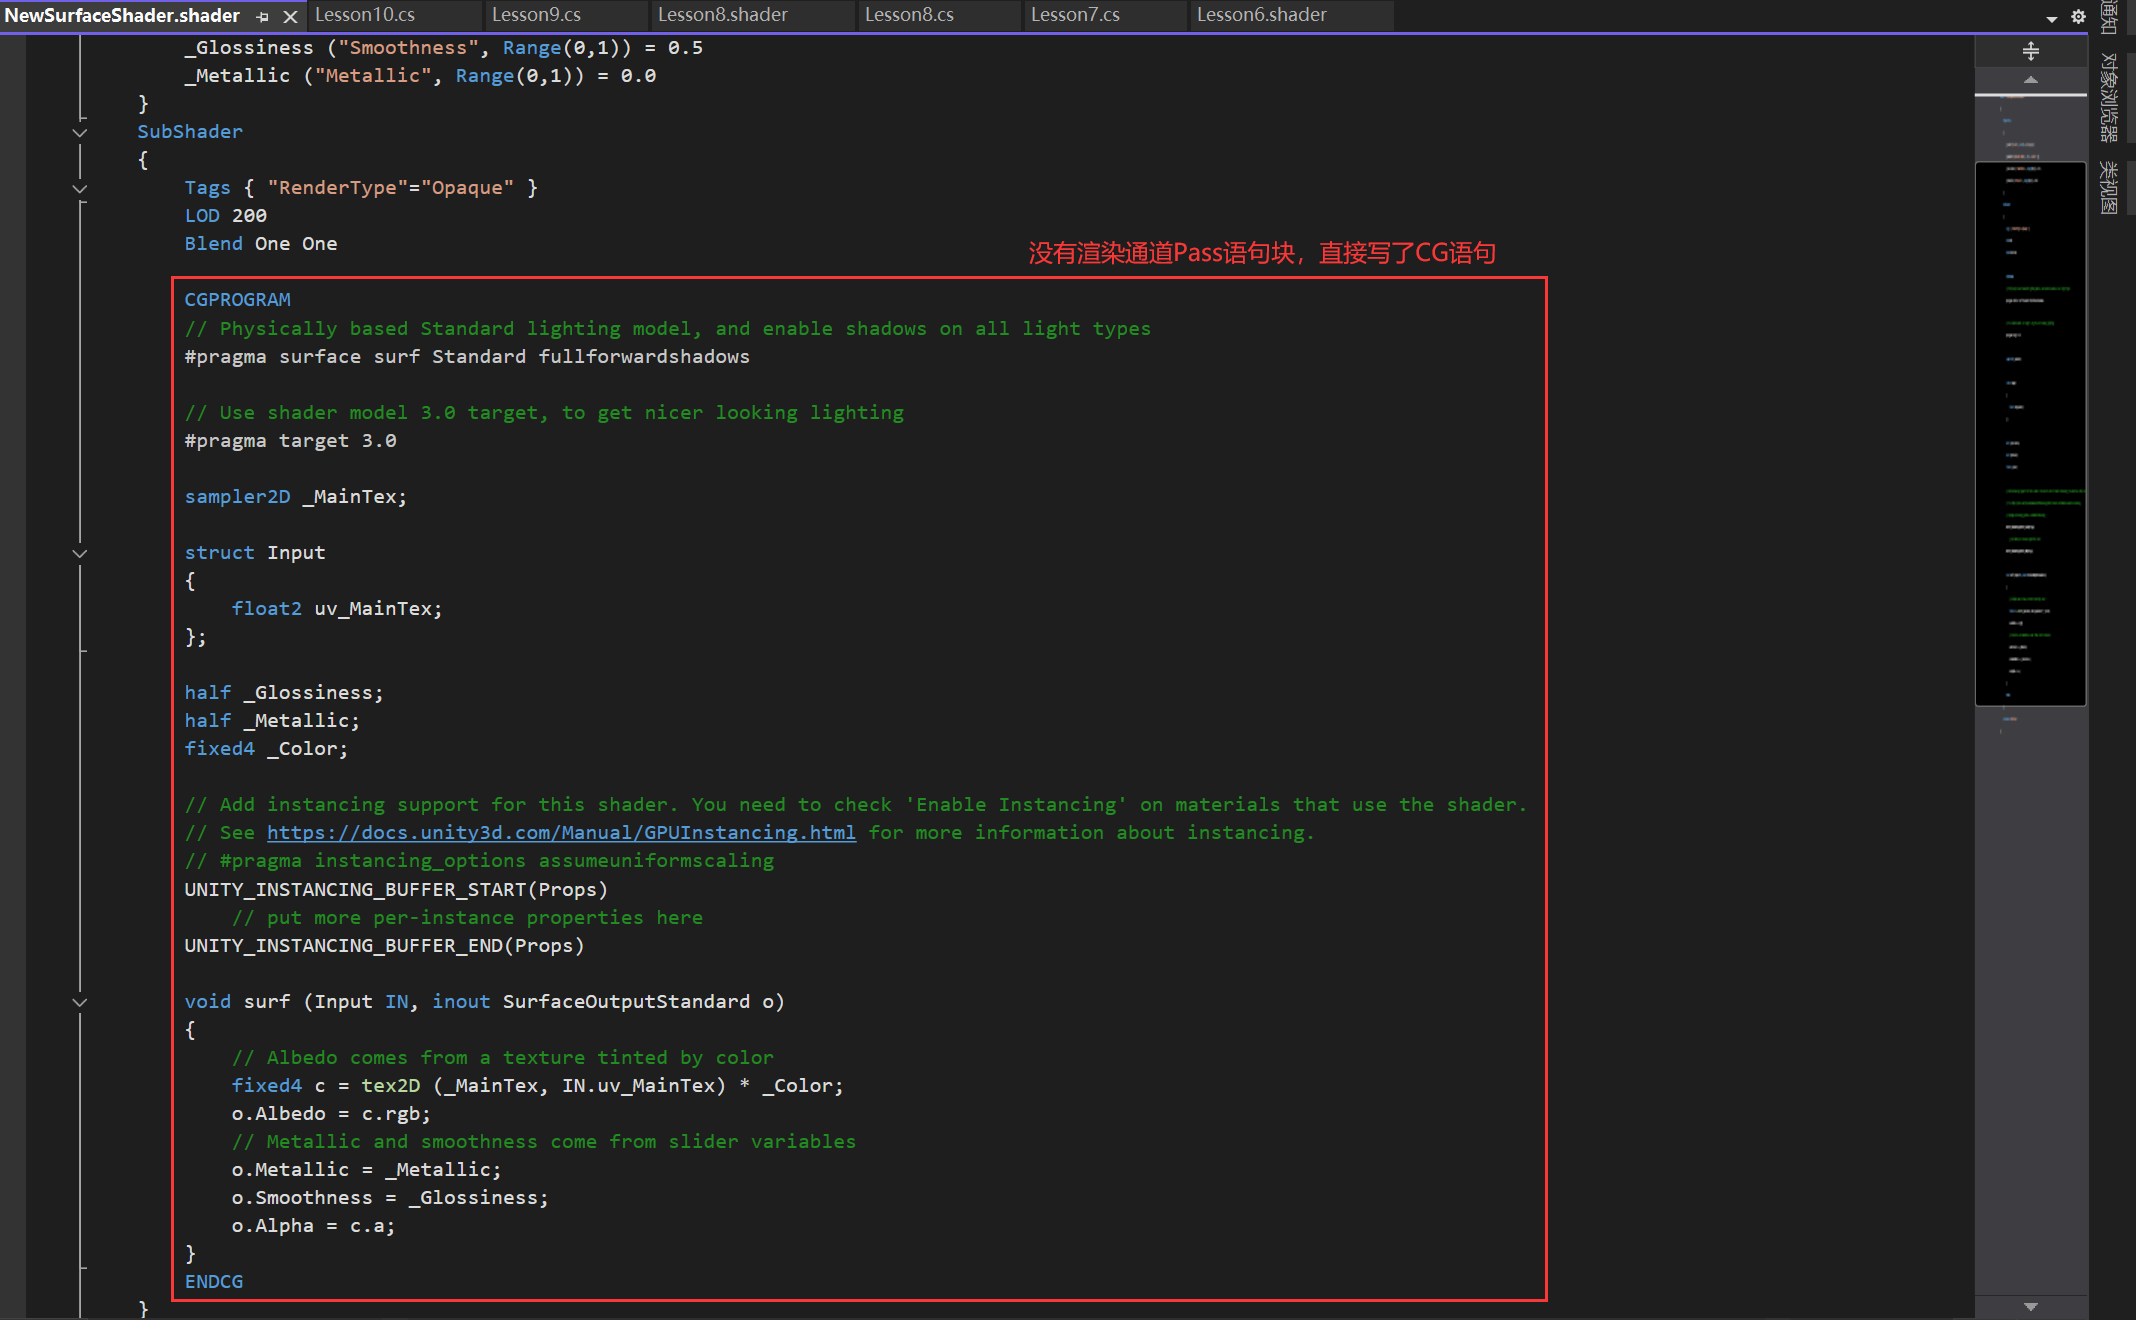 NewSurfaceShader.shader Lesson10.cs Lesson9.cs Lesson8.shader Lesson8.cs Lesson7.cs Lesson6.shader
_Glossiness ("Smoothness", Range(0,1)) = 0.5
_Metallic ("Metallic", Range(0,1)) = 0.0
}
SubShader
{
Tags { "RenderType"="Opaque" }
LOD 200
Blend One One
没有渲染通道Pass语句块，直接写了CG语句
CGPROGRAM
// Physically based Standard lighting model, and enable shadows on all light types
#pragma surface surf Standard fullforwardshadows
// Use shader model 3.0 target, to get nicer looking lighting
#pragma target 3.0
sampler2D _MainTex;
struct Input
{
float2 uv_MainTex;
};
half _Glossiness;
half _Metallic;
fixed4 _Color;
// Add instancing support for this shader. You need to check 'Enable Instancing' on materials that use the shader.
// See https://docs.unity3d.com/Manual/GPUInstancing.html for more information about instancing.
// #pragma instancing_options assumeuniformscaling
UNITY_INSTANCING_BUFFER_START(Props)
// put more per-instance properties here
UNITY_INSTANCING_BUFFER_END(Props)
void surf (Input IN, inout SurfaceOutputStandard o)
{
// Albedo comes from a texture tinted by color
fixed4 c = tex2D (_MainTex, IN.uv_MainTex) * _Color;
o.Albedo = c.rgb;
// Metallic and smoothness come from slider variables
o.Metallic = _Metallic;
o.Smoothness = _Glossiness;
o.Alpha = c.a;
}
ENDCG
}
通知
对象浏览器
类视图